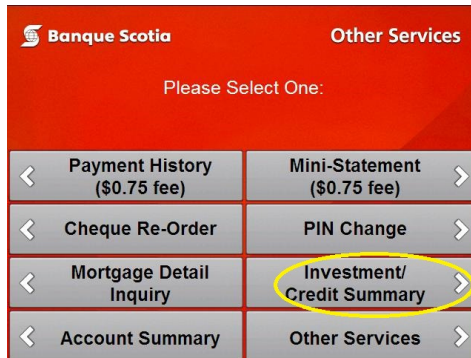 Banque Scotia
Other Services
Please Select One:
Payment History
($0.75 fee)
Mini-Statement
($0.75 fee)
Cheque Re-Order
PIN Change
Mortgage Detail
Inquiry
Investment/
Credit Summary
Account Summary
Other Services